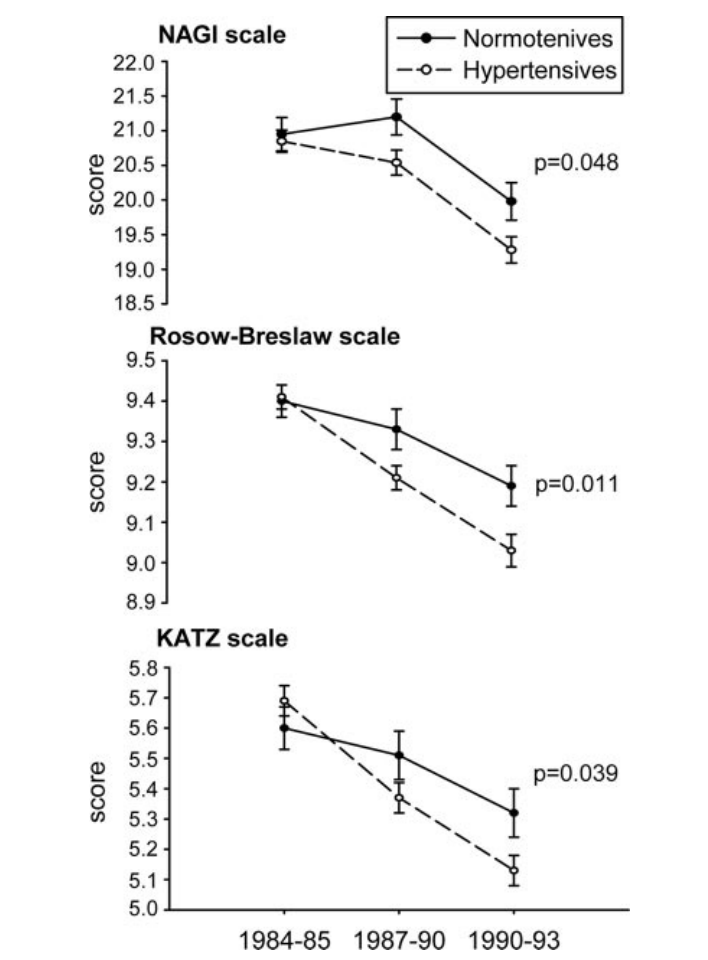 NAGI scale
Normotenives
Hypertensives
22.0
21.5
21.0
20.5
20.0
19.5
19.0
18.5
score
p=0.048
Rosow-Breslaw scale
9.5
9.4
9.3
9.2
9.1
9.0
8.9
score
p=0.011
KATZ scale
5.8
5.7
5.6
5.5
5.4
5.3
5.2
5.1
5.0
score
p=0.039
1984-85 1987-90 1990-93